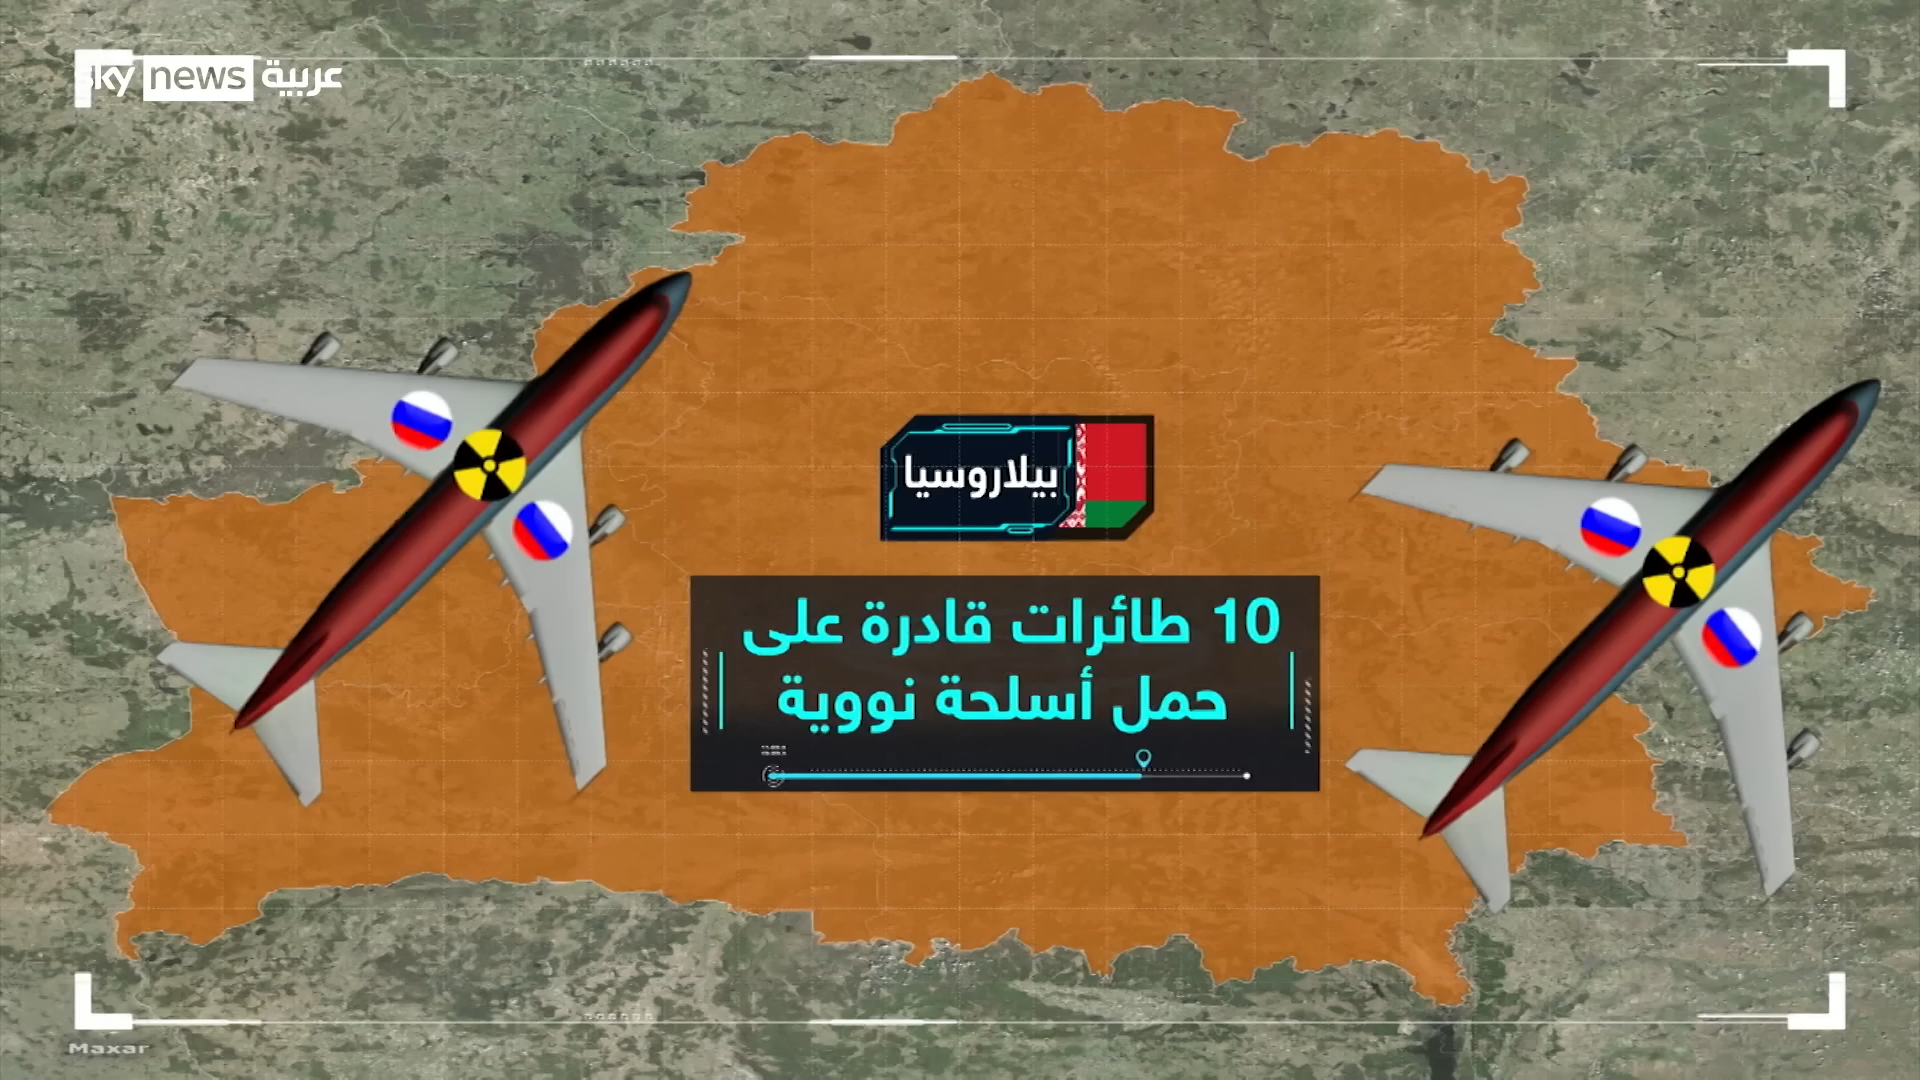 sky news عربية
بيلاروسيا
10 طائرات قادرة على
حمل أسلحة نووية
Maxar